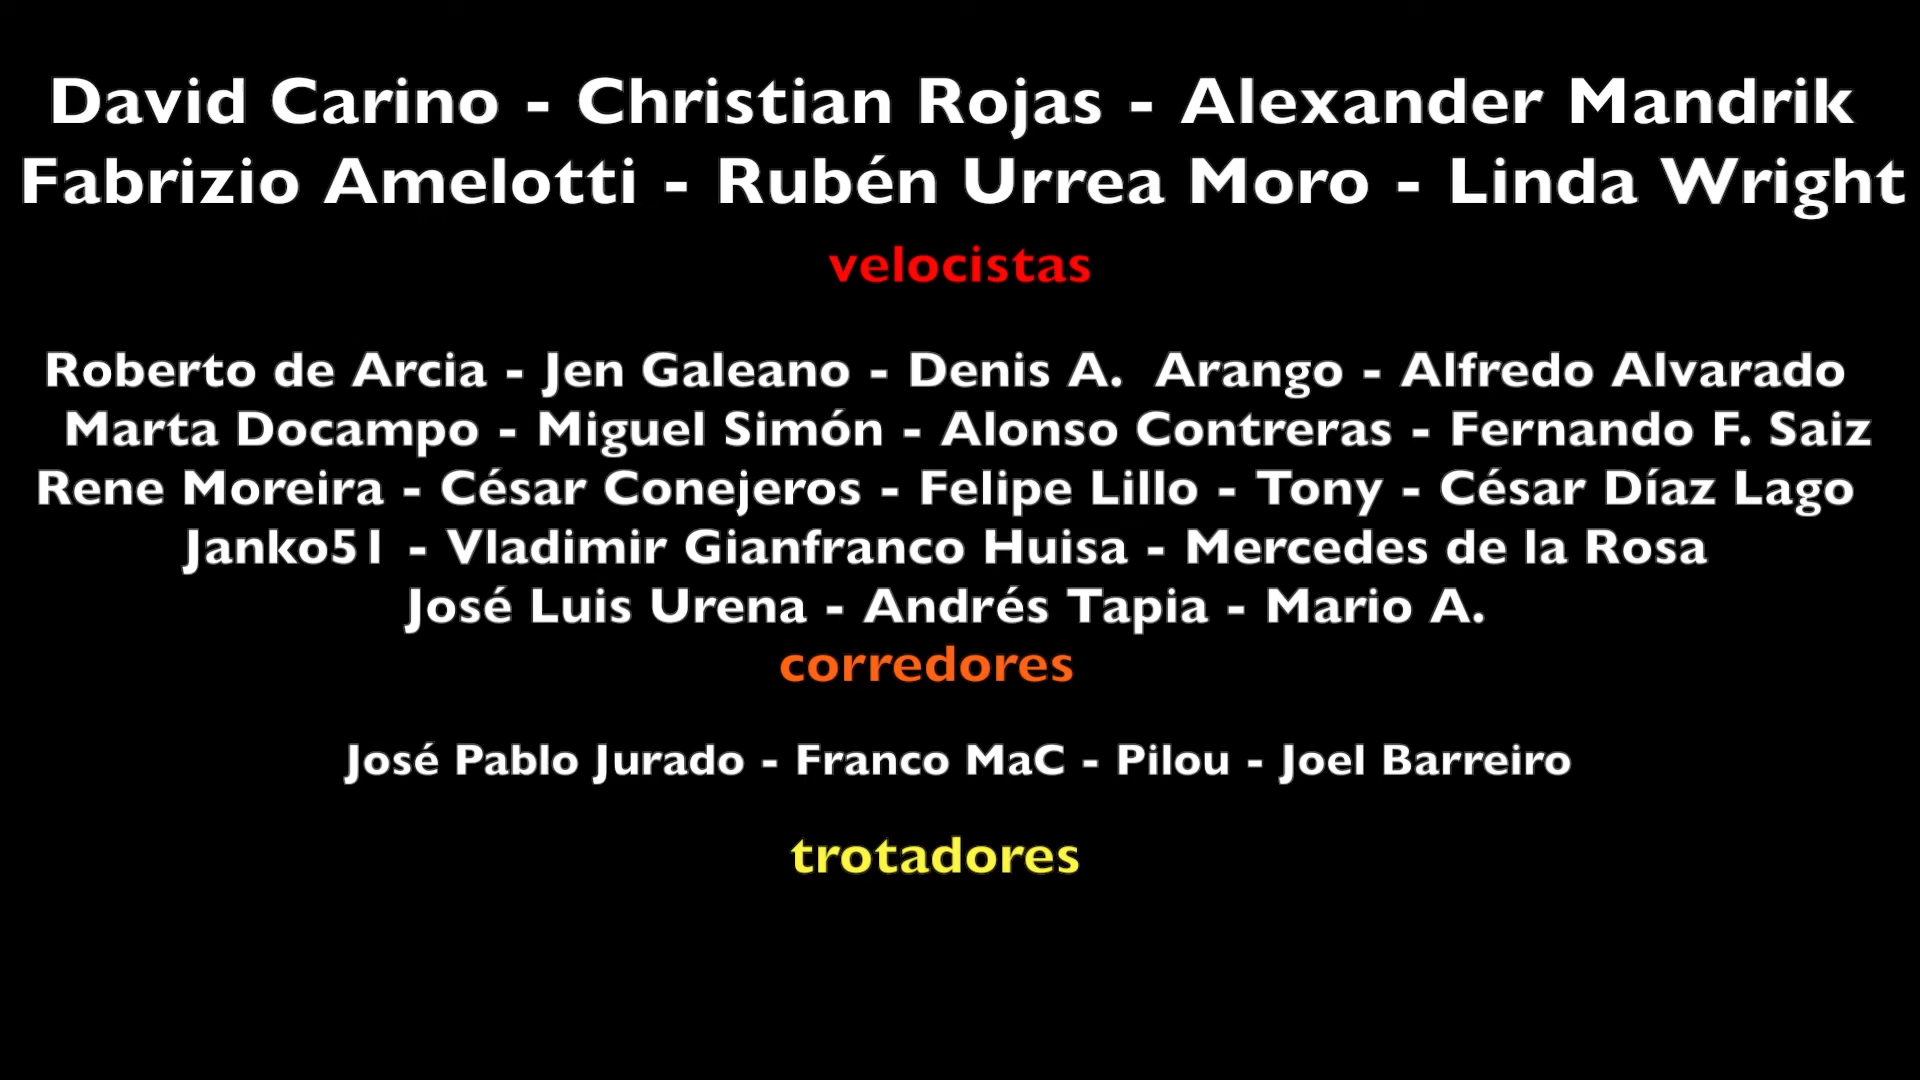 David Carino - Christian Rojas - Alexander Mandrik
Fabrizio Amelotti - Rubén Urrea Moro - Linda Wright
velocistas
Roberto de Arcia - Jen Galeano - Denis A. Arango - Alfredo Alvarado
Marta Docampo - Miguel Simón - Alonso Contreras - Fernando F. Saiz
Rene Moreira - César Conejeros - Felipe Lillo - Tony - César Díaz Lago
Janko51 - Vladimir Gianfranco Huisa - Mercedes de la Rosa
José Luis Urena - Andrés Tapia - Mario A.
corredores
José Pablo Jurado - Franco MaC - Pilou - Joel Barreiro
trotadores